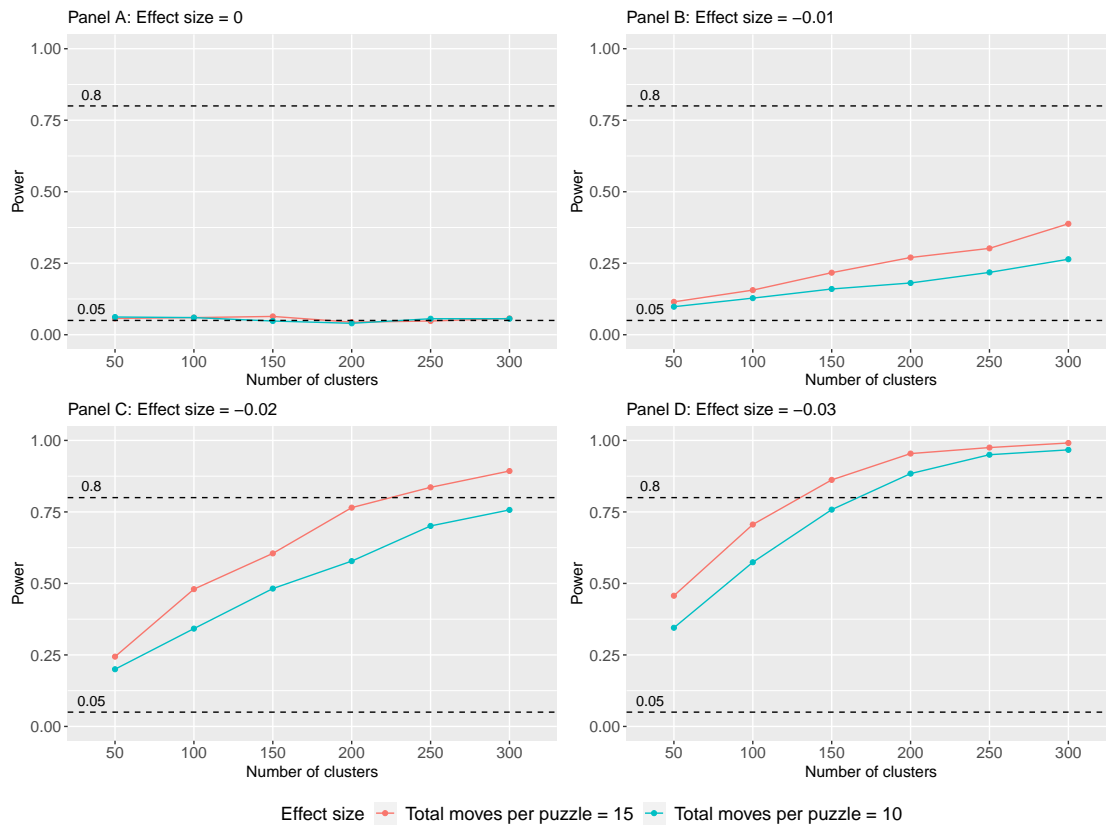 Panel A: Effect size = 0
1.00
0.8
0.75
0.50
0.25
0.05
0.00
Power
50 100 150 200 250 300
Number of clusters
Panel B: Effect size = −0.01
1.00
0.8
0.75
0.50
0.25
0.05
0.00
Power
50 100 150 200 250 300
Number of clusters
Panel C: Effect size = −0.02
1.00
0.8
0.75
0.50
0.25
0.05
0.00
Power
50 100 150 200 250 300
Number of clusters
Panel D: Effect size = −0.03
1.00
0.8
0.75
0.50
0.25
0.05
0.00
Power
50 100 150 200 250 300
Number of clusters
Effect size Total moves per puzzle = 15 Total moves per puzzle = 10